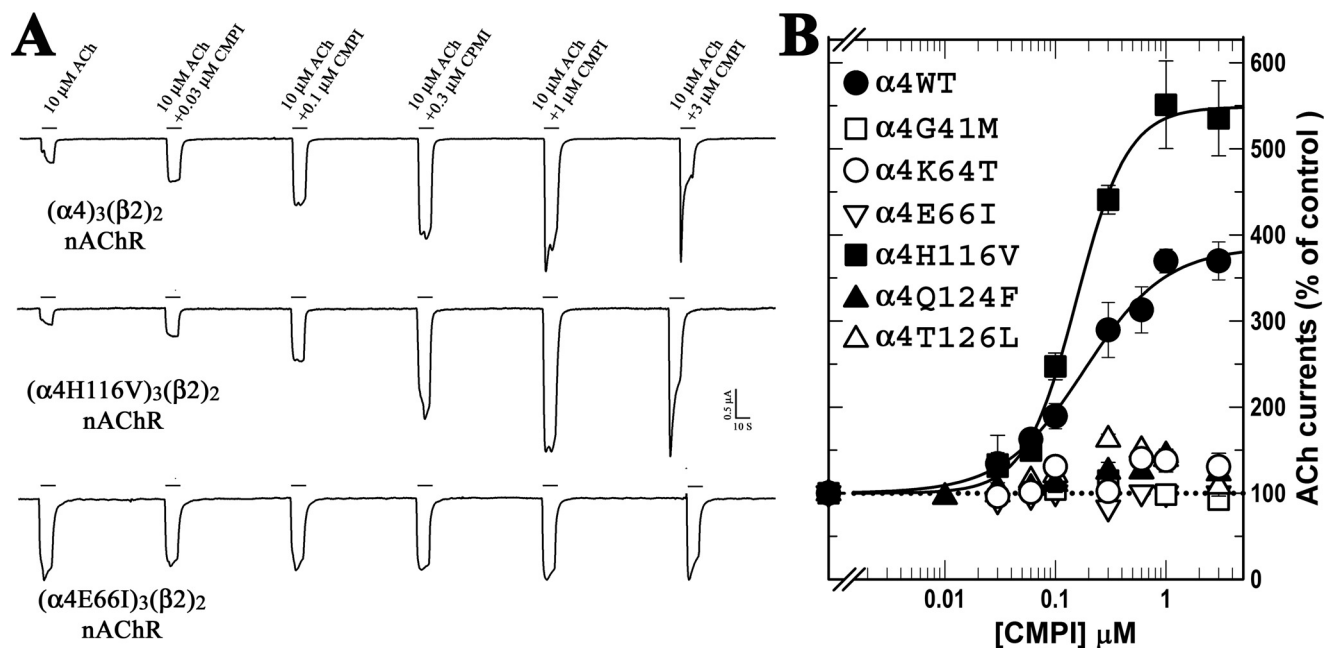 A
10 µM ACh
10 µM ACh
+0.03 µM CMPI
10 µM ACh
+0.1 µM CMPI
10 µM ACh
+0.3 µM CPMI
10 µM ACh
+1 µM CMPI
10 µM ACh
+3 µM CMPI
(α4)₃(β2)₂
nAChR
(α4H116V)₃(β2)₂
nAChR
0.5 µA
10 S
(α4E66I)₃(β2)₂
nAChR
B
α4WT
α4G41M
α4K64T
α4E66I
α4H116V
α4Q124F
α4T126L
600
500
400
300
200
100
0
ACh currents (% of control )
0.01
0.1
1
[CMPI] µM